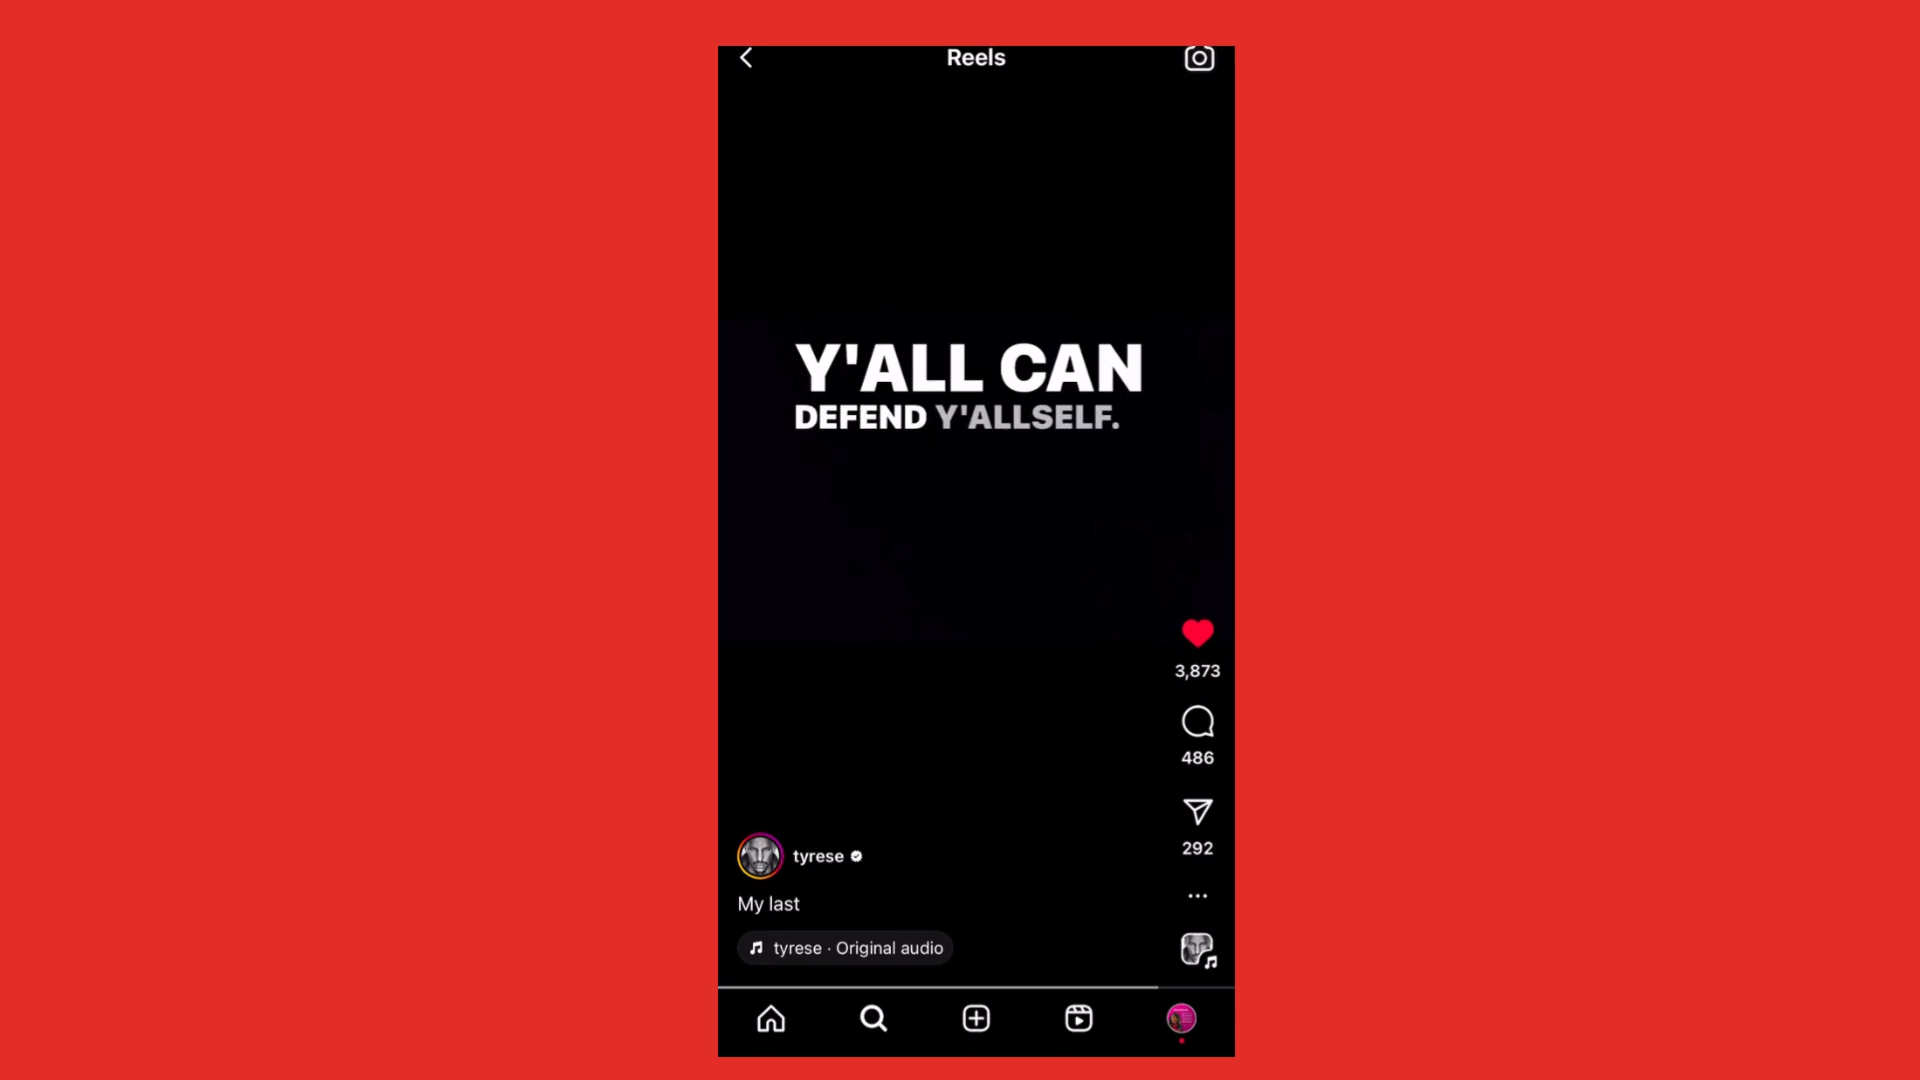 Reels
Y'ALL CAN
DEFEND Y'ALLSELF.
3,873
486
292
tyrese
My last
tyrese · Original audio